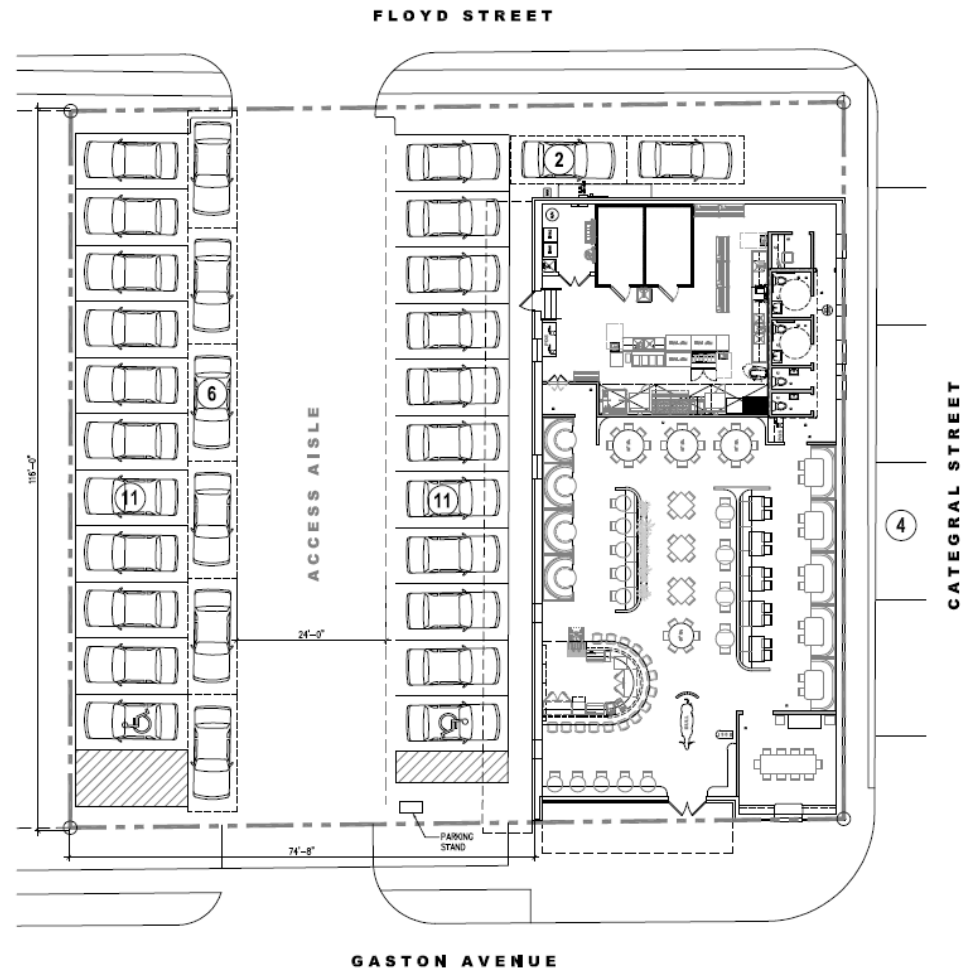 FLOYD STREET
2
6
ACCESS AISLE
116'-0"
11
11
4
CATEGRAL STREET
24'-0"
PARKING
STAND
74'-8"
GASTON AVENUE